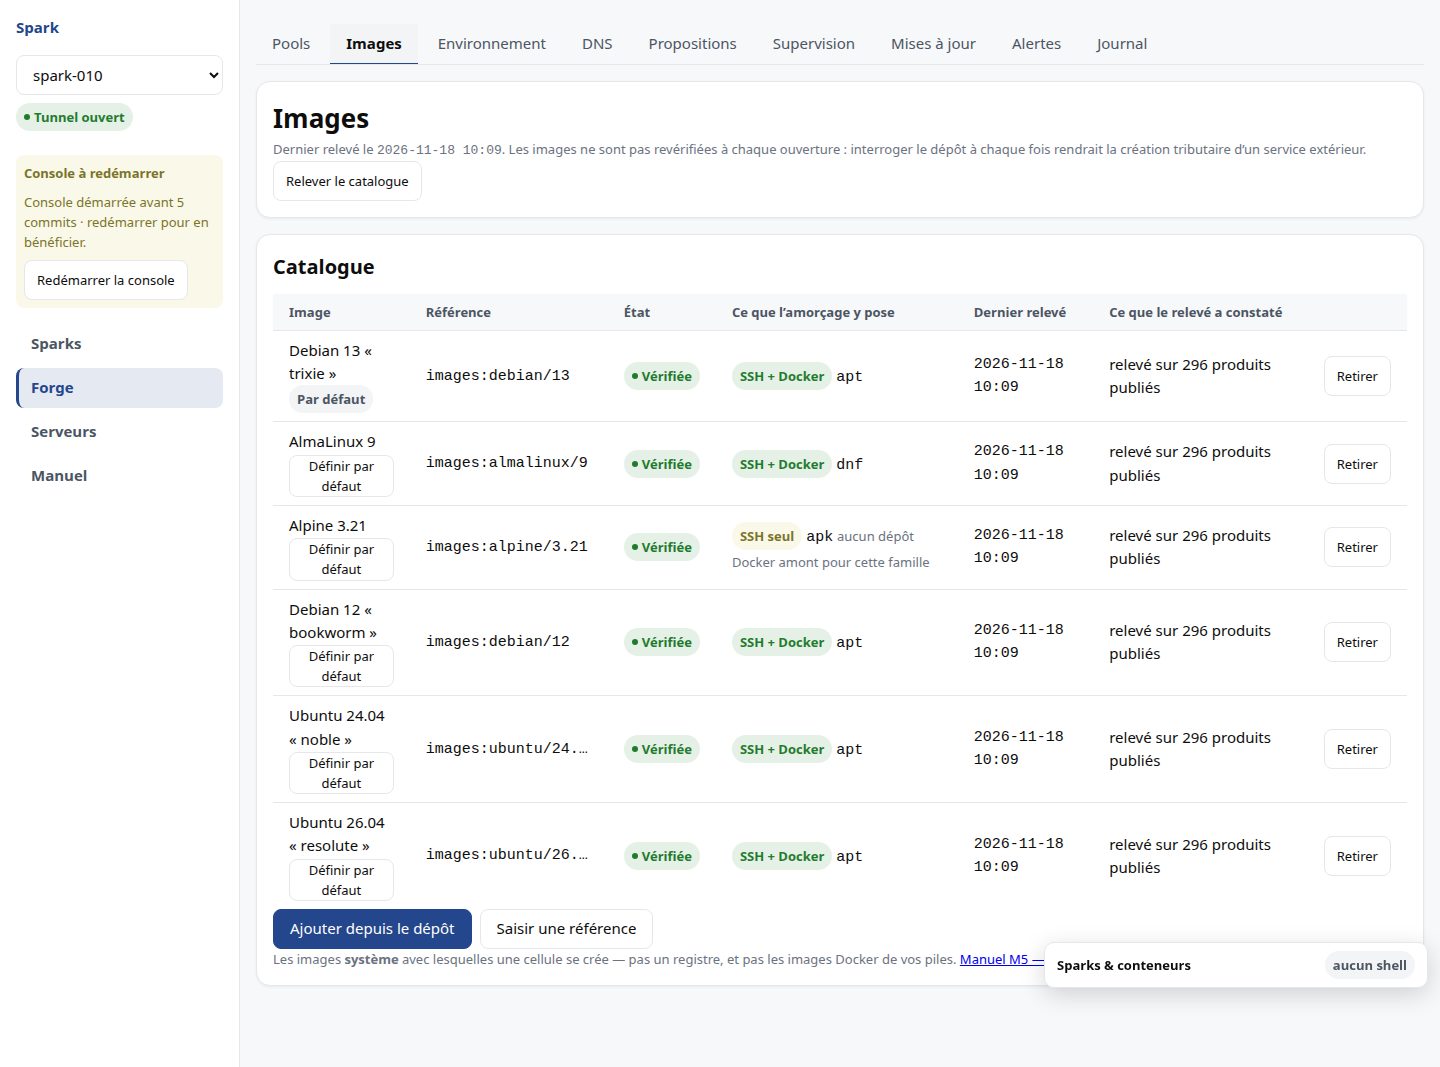 Spark
spark-010
Tunnel ouvert
Console à redémarrer
Console démarrée avant 5
commits · redémarrer pour en
bénéficier.
Redémarrer la console
Sparks
Forge
Serveurs
Manuel
Pools
Images
Environnement
DNS
Propositions
Supervision
Mises à jour
Alertes
Journal
Images
Dernier relevé le 2026-11-18 10:09. Les images ne sont pas revérifiées à chaque ouverture : interroger le dépôt à chaque fois rendrait la création tributaire d’un service extérieur.
Relever le catalogue
Catalogue
Image Référence État Ce que l’amorçage y pose Dernier relevé Ce que le relevé a constaté
Debian 13 «
trixie »
Par défaut
images:debian/13
Vérifiée
SSH + Docker apt
2026-11-18
10:09
relevé sur 296 produits
publiés
Retirer
AlmaLinux 9
Définir par
défaut
images:almalinux/9
Vérifiée
SSH + Docker dnf
2026-11-18
10:09
relevé sur 296 produits
publiés
Retirer
Alpine 3.21
Définir par
défaut
images:alpine/3.21
Vérifiée
SSH seul apk aucun dépôt
Docker amont pour cette famille
2026-11-18
10:09
relevé sur 296 produits
publiés
Retirer
Debian 12 «
bookworm »
Définir par
défaut
images:debian/12
Vérifiée
SSH + Docker apt
2026-11-18
10:09
relevé sur 296 produits
publiés
Retirer
Ubuntu 24.04
« noble »
Définir par
défaut
images:ubuntu/24.…
Vérifiée
SSH + Docker apt
2026-11-18
10:09
relevé sur 296 produits
publiés
Retirer
Ubuntu 26.04
« resolute »
Définir par
défaut
images:ubuntu/26.…
Vérifiée
SSH + Docker apt
2026-11-18
10:09
relevé sur 296 produits
publiés
Retirer
Ajouter depuis le dépôt
Saisir une référence
Les images système avec lesquelles une cellule se crée — pas un registre, et pas les images Docker de vos piles. Manuel M5 —
Sparks & conteneurs
aucun shell